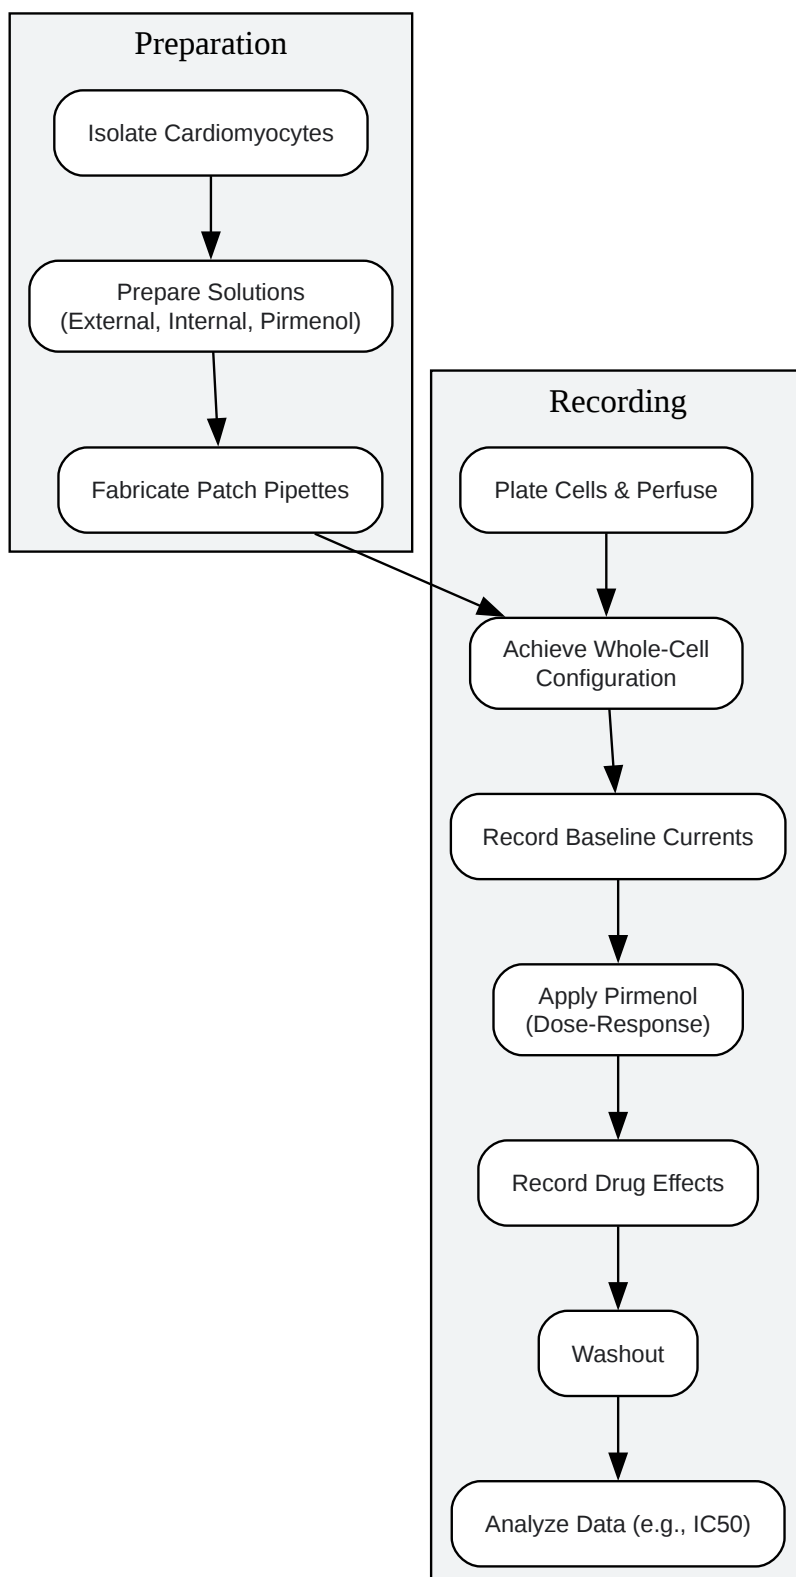 Preparation
Isolate Cardiomyocytes
Prepare Solutions
(External, Internal, Pirmenol)
Fabricate Patch Pipettes
Recording
Plate Cells & Perfuse
Achieve Whole-Cell
Configuration
Record Baseline Currents
Apply Pirmenol
(Dose-Response)
Record Drug Effects
Washout
Analyze Data (e.g., IC50)